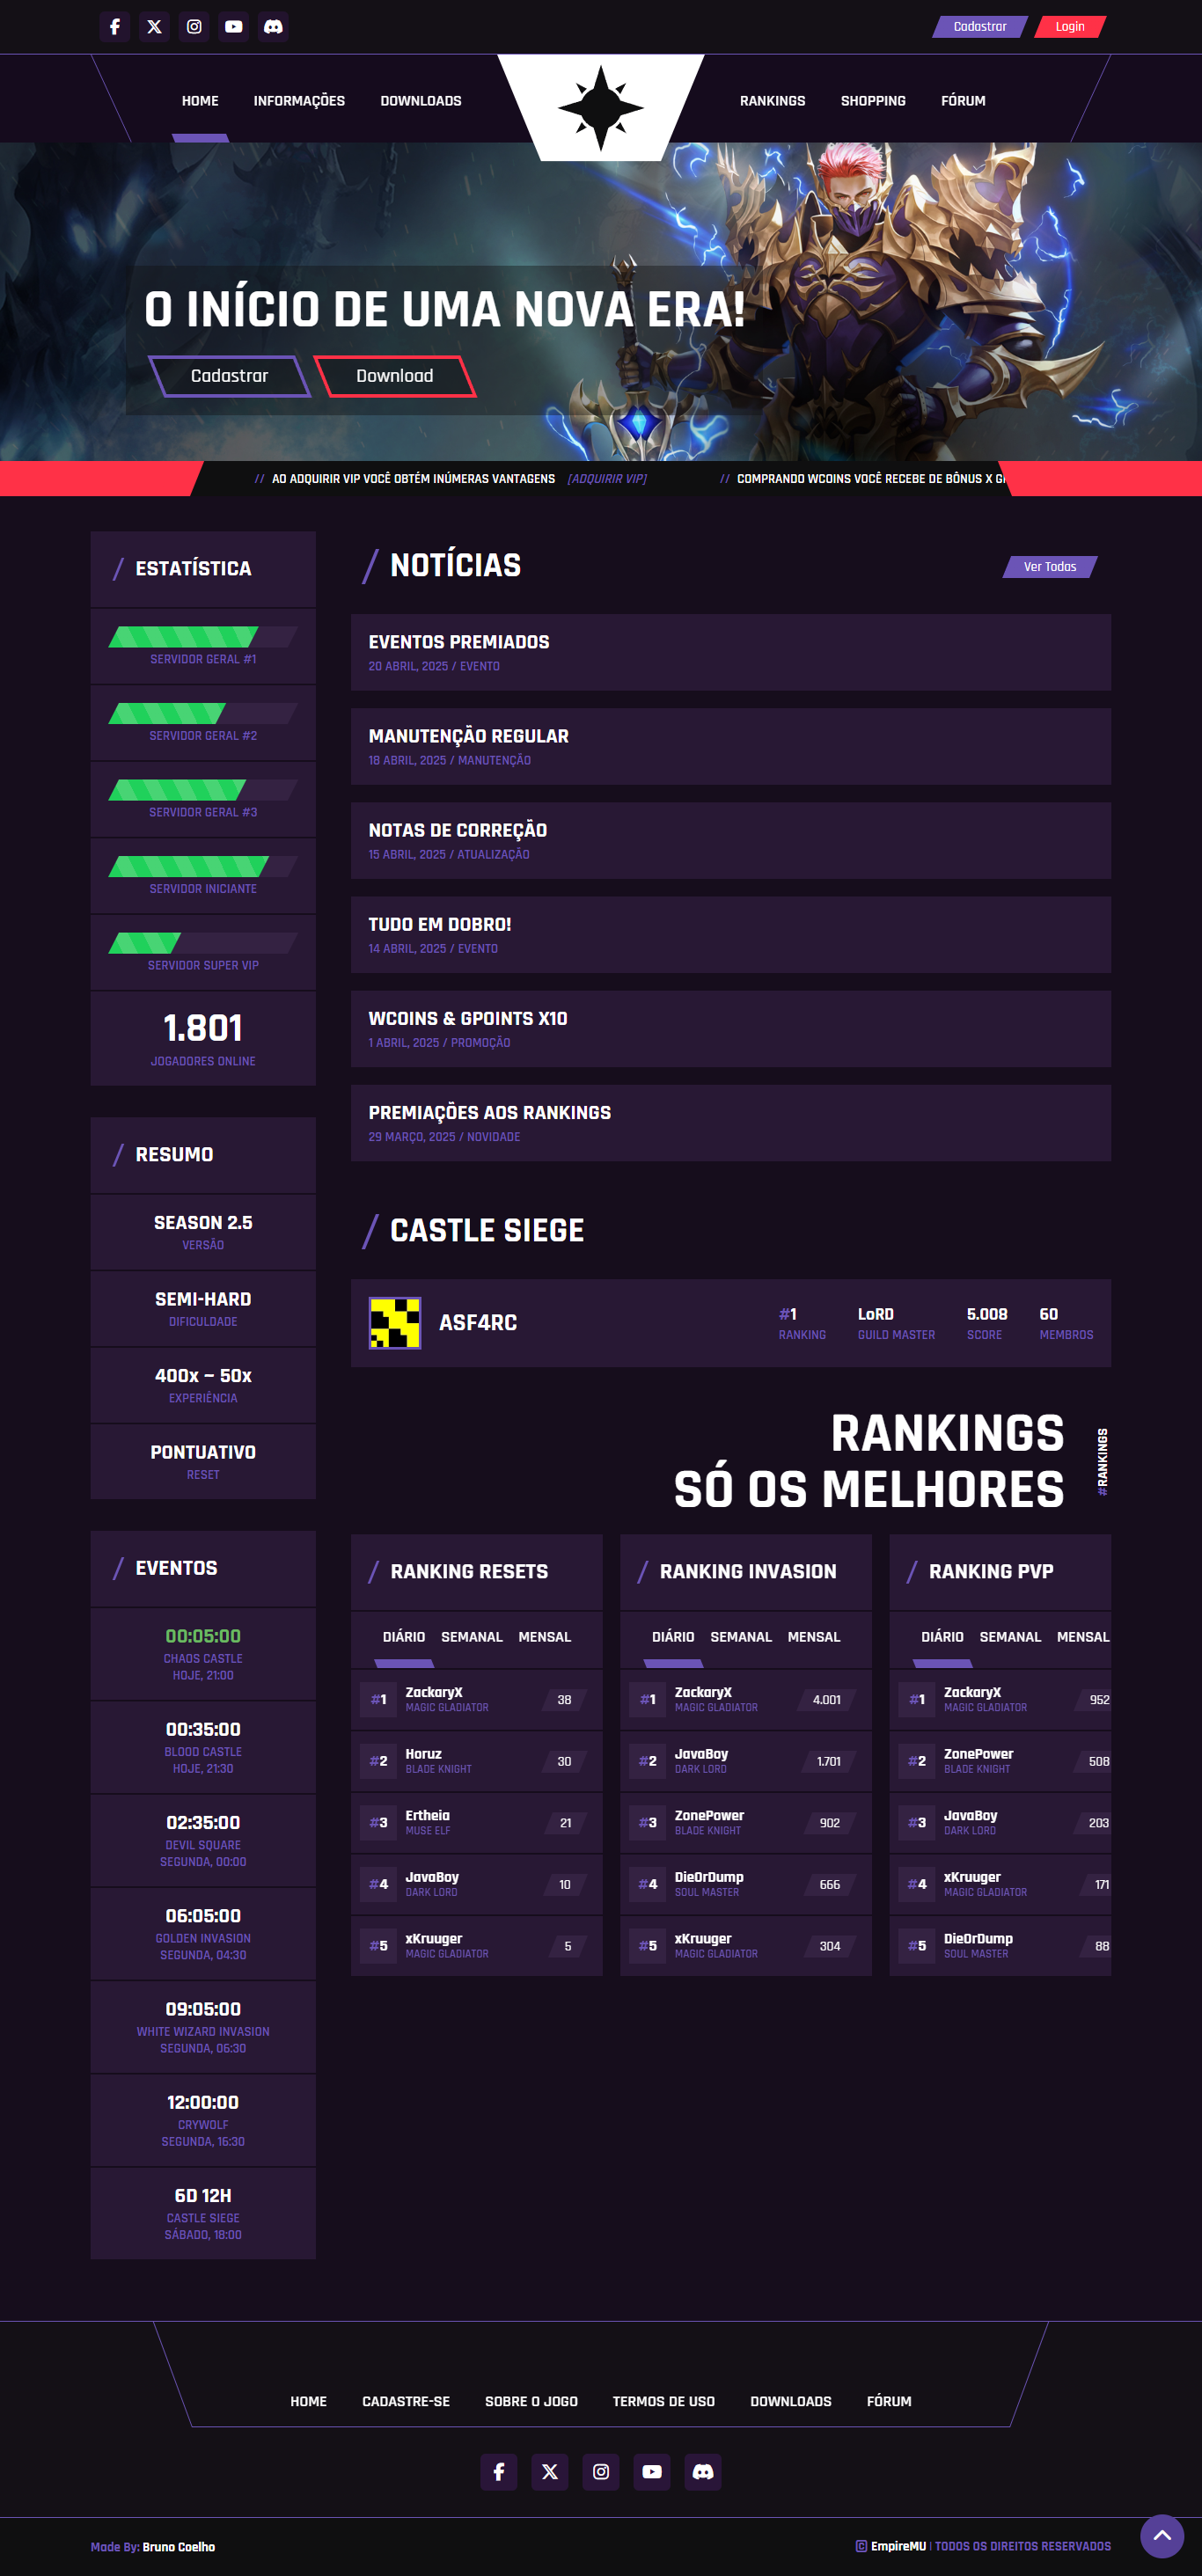 Cadastrar
Login
HOME
INFORMAÇÕES
DOWNLOADS
RANKINGS
SHOPPING
FÓRUM
O INÍCIO DE UMA NOVA ERA!
Cadastrar
Download
// AO ADQUIRIR VIP VOCÊ OBTÉM INÚMERAS VANTAGENS [ADQUIRIR VIP]
// COMPRANDO WCOINS VOCÊ RECEBE DE BÔNUS X
/ ESTATÍSTICA
SERVIDOR GERAL #1
SERVIDOR GERAL #2
SERVIDOR GERAL #3
SERVIDOR INICIANTE
SERVIDOR SUPER VIP
1.801
JOGADORES ONLINE
/ RESUMO
SEASON 2.5
VERSÃO
SEMI-HARD
DIFICULDADE
400x – 50x
EXPERIÊNCIA
PONTUATIVO
RESET
/ EVENTOS
00:05:00
CHAOS CASTLE
HOJE, 21:00
00:35:00
BLOOD CASTLE
HOJE, 21:30
02:35:00
DEVIL SQUARE
SEGUNDA, 00:00
06:05:00
GOLDEN INVASION
SEGUNDA, 04:30
09:05:00
WHITE WIZARD INVASION
SEGUNDA, 06:30
12:00:00
CRYWOLF
SEGUNDA, 16:30
6D 12H
CASTLE SIEGE
SÁBADO, 18:00
/ NOTÍCIAS
Ver Todas
EVENTOS PREMIADOS
20 ABRIL, 2025 / EVENTO
MANUTENÇÃO REGULAR
18 ABRIL, 2025 / MANUTENÇÃO
NOTAS DE CORREÇÃO
15 ABRIL, 2025 / ATUALIZAÇÃO
TUDO EM DOBRO!
14 ABRIL, 2025 / EVENTO
WCOINS & GPOINTS X10
1 ABRIL, 2025 / PROMOÇÃO
PREMIAÇÕES AOS RANKINGS
29 MARÇO, 2025 / NOVIDADE
/ CASTLE SIEGE
ASF4RC
#1
RANKING
LoRD
GUILD MASTER
5.008
SCORE
60
MEMBROS
RANKINGS
SÓ OS MELHORES
#RANKINGS
/ RANKING RESETS
DIÁRIO SEMANAL MENSAL
#1 ZackaryX 38
MAGIC GLADIATOR
#2 Horuz 30
BLADE KNIGHT
#3 Ertheia 21
MUSE ELF
#4 JavaBoy 10
DARK LORD
#5 xKruuger 5
MAGIC GLADIATOR
/ RANKING INVASION
DIÁRIO SEMANAL MENSAL
#1 ZackaryX 4.001
MAGIC GLADIATOR
#2 JavaBoy 1.701
DARK LORD
#3 ZonePower 902
BLADE KNIGHT
#4 DieOrDump 666
SOUL MASTER
#5 xKruuger 304
MAGIC GLADIATOR
/ RANKING PVP
DIÁRIO SEMANAL MENSAL
#1 ZackaryX 952
MAGIC GLADIATOR
#2 ZonePower 508
BLADE KNIGHT
#3 JavaBoy 203
DARK LORD
#4 xKruuger 171
MAGIC GLADIATOR
#5 DieOrDump 88
SOUL MASTER
HOME
CADASTRE-SE
SOBRE O JOGO
TERMOS DE USO
DOWNLOADS
FÓRUM
Made By: Bruno Coelho
© EmpireMU | TODOS OS DIREITOS RESERVADOS